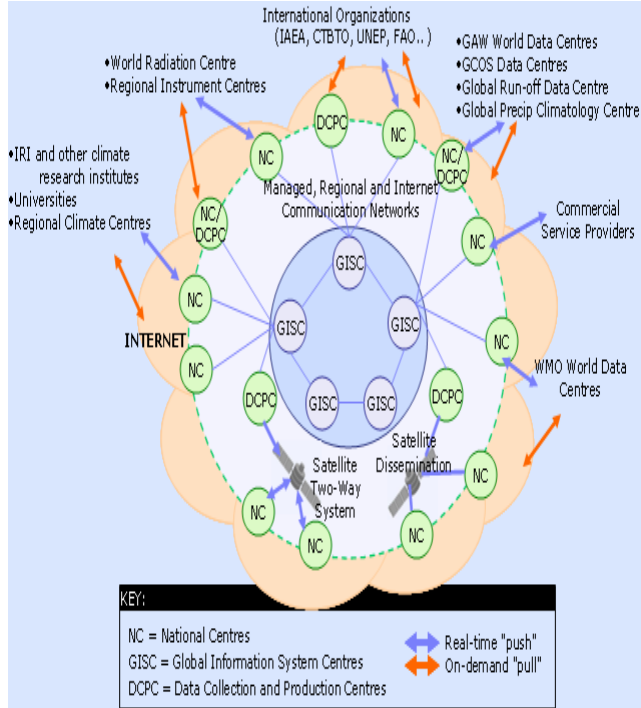 International Organizations
(IAEA, CTBTO, UNEP, FAO.. )
•World Radiation Centre
•Regional Instrument Centres
•GAW World Data Centres
•GCOS Data Centres
•Global Run-off Data Centre
•Global Precip Climatology Centre
•IRI and other climate
research institutes
•Universities
•Regional Climate Centres
DCPC
NC
NC
NC/
DCPC
Managed, Regional and Internet
Communication Networks
NC/
DCPC
NC
Commercial
Service Providers
GISC
NC
GISC
GISC
INTERNET
NC
NC
WMO World Data
Centres
DCPC
GISC
GISC
DCPC
Satellite
Two-Way
System
Satellite
Dissemination
NC
NC
NC
NC
KEY:
NC = National Centres
GISC = Global Information System Centres
DCPC = Data Collection and Production Centres
Real-time "push"
On-demand "pull"